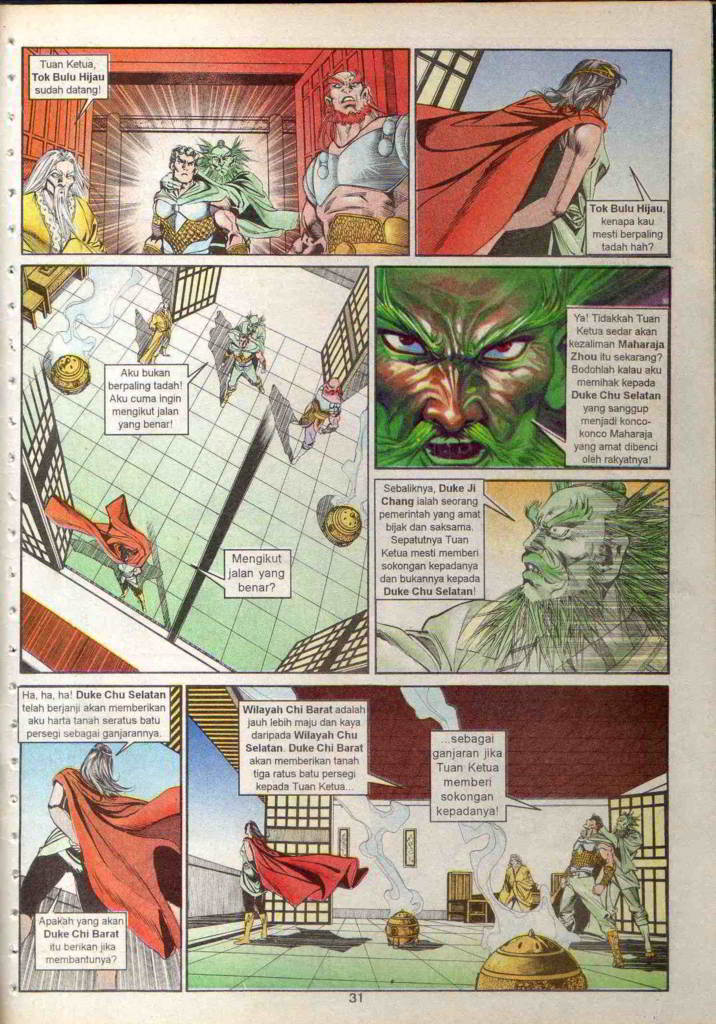 Tuan Ketua,
Tok Bulu Hijau
sudah datang!
Tok Bulu Hijau,
kenapa kau
mesti berpaling
tadah hah?
Aku bukan
berpaling tadah!
Aku cuma ingin
mengikut jalan
yang benar!
Mengikut
jalan yang
benar?
Ya! Tidakkah Tuan
Ketua sedar akan
kezaliman Maharaja
Zhou itu sekarang?
Bodohlah kalau aku
memihak kepada
Duke Chu Selatan
yang sanggup
menjadi konco-
konco Maharaja
yang amat dibenci
oleh rakyatnya!
Sebaliknya, Duke Ji
Chang ialah seorang
pemerintah yang amat
bijak dan saksama.
Sepatutnya Tuan
Ketua mesti memberi
sokongan kepadanya
dan bukannya kepada
Duke Chu Selatan!
Ha, ha, ha! Duke Chu Selatan
telah berjanji akan memberikan
aku harta tanah seratus batu
persegi sebagai ganjarannya.
Apakah yang akan
Duke Chi Barat
itu berikan jika
membantunya?
Wilayah Chi Barat adalah
jauh lebih maju dan kaya
daripada Wilayah Chu
Selatan. Duke Chi Barat
akan memberikan tanah
tiga ratus batu persegi
kepada Tuan Ketua...
...sebagai
ganjaran jika
Tuan Ketua
memberi
sokongan
kepadanya!
31